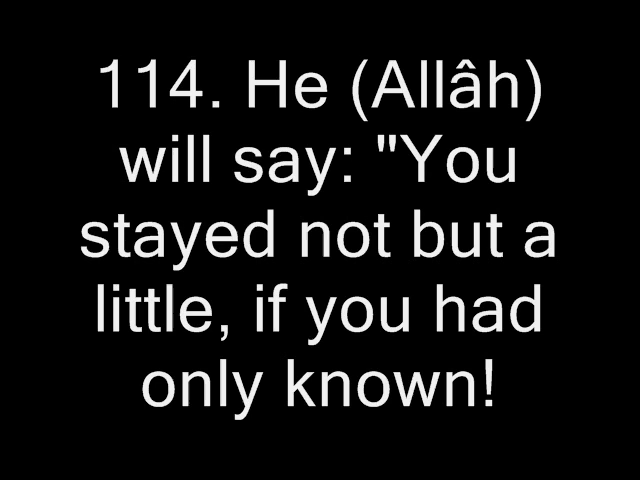 114. He (Allâh)
will say: "You
stayed not but a
little, if you had
only known!